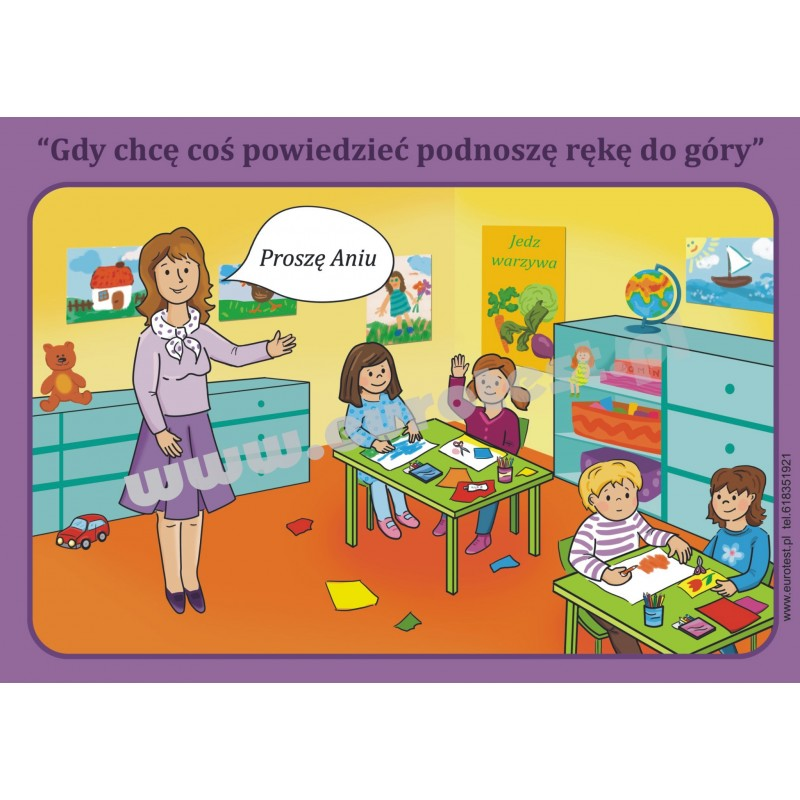 “Gdy chcę coś powiedzieć podnoszę rękę do góry”
Proszę Aniu
Jedz
warzywa
www.eurotest.pl
www.eurotest.pl tel.618351921